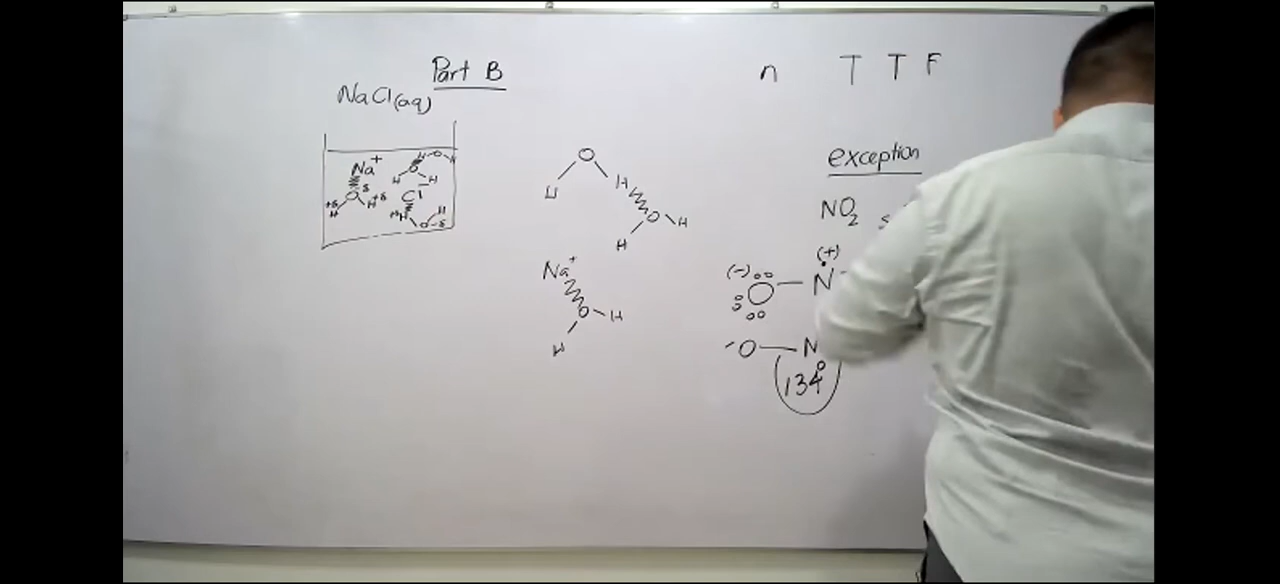 Part B
NaCl(aq)
Na+
Cl-
O
H
H
O
H
H
Na+
O
H
H
n T T F
exception
NO2
(-) O — N (+)
-O — N
134°